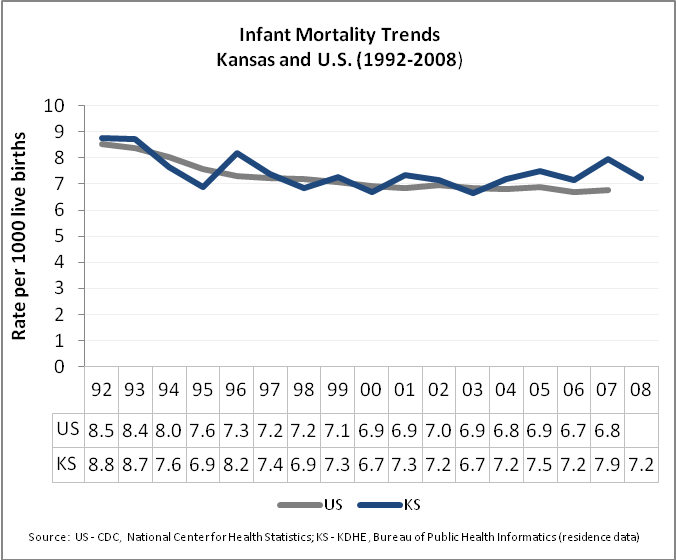 Infant Mortality Trends
Kansas and U.S. (1992-2008)
Rate per 1000 live births
10
9
8
7
6
5
4
3
2
1
0
92 93 94 95 96 97 98 99 00 01 02 03 04 05 06 07 08
US 8.5 8.4 8.0 7.6 7.3 7.2 7.2 7.1 6.9 6.9 7.0 6.9 6.8 6.9 6.7 6.8
KS 8.8 8.7 7.6 6.9 8.2 7.4 6.9 7.3 6.7 7.3 7.2 6.7 7.2 7.5 7.2 7.9 7.2
US KS
Source: US - CDC, National Center for Health Statistics; KS - KDHE, Bureau of Public Health Informatics (residence data)